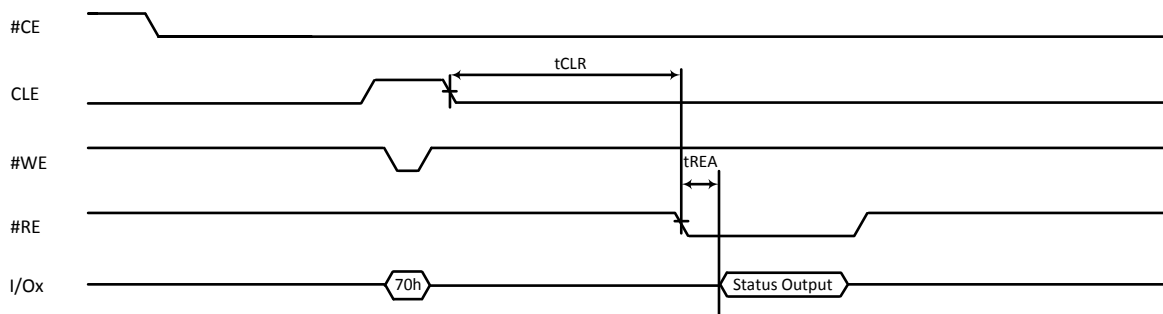 #CE
tCLR
CLE
#WE
tREA
#RE
I/Ox
70h
Status Output